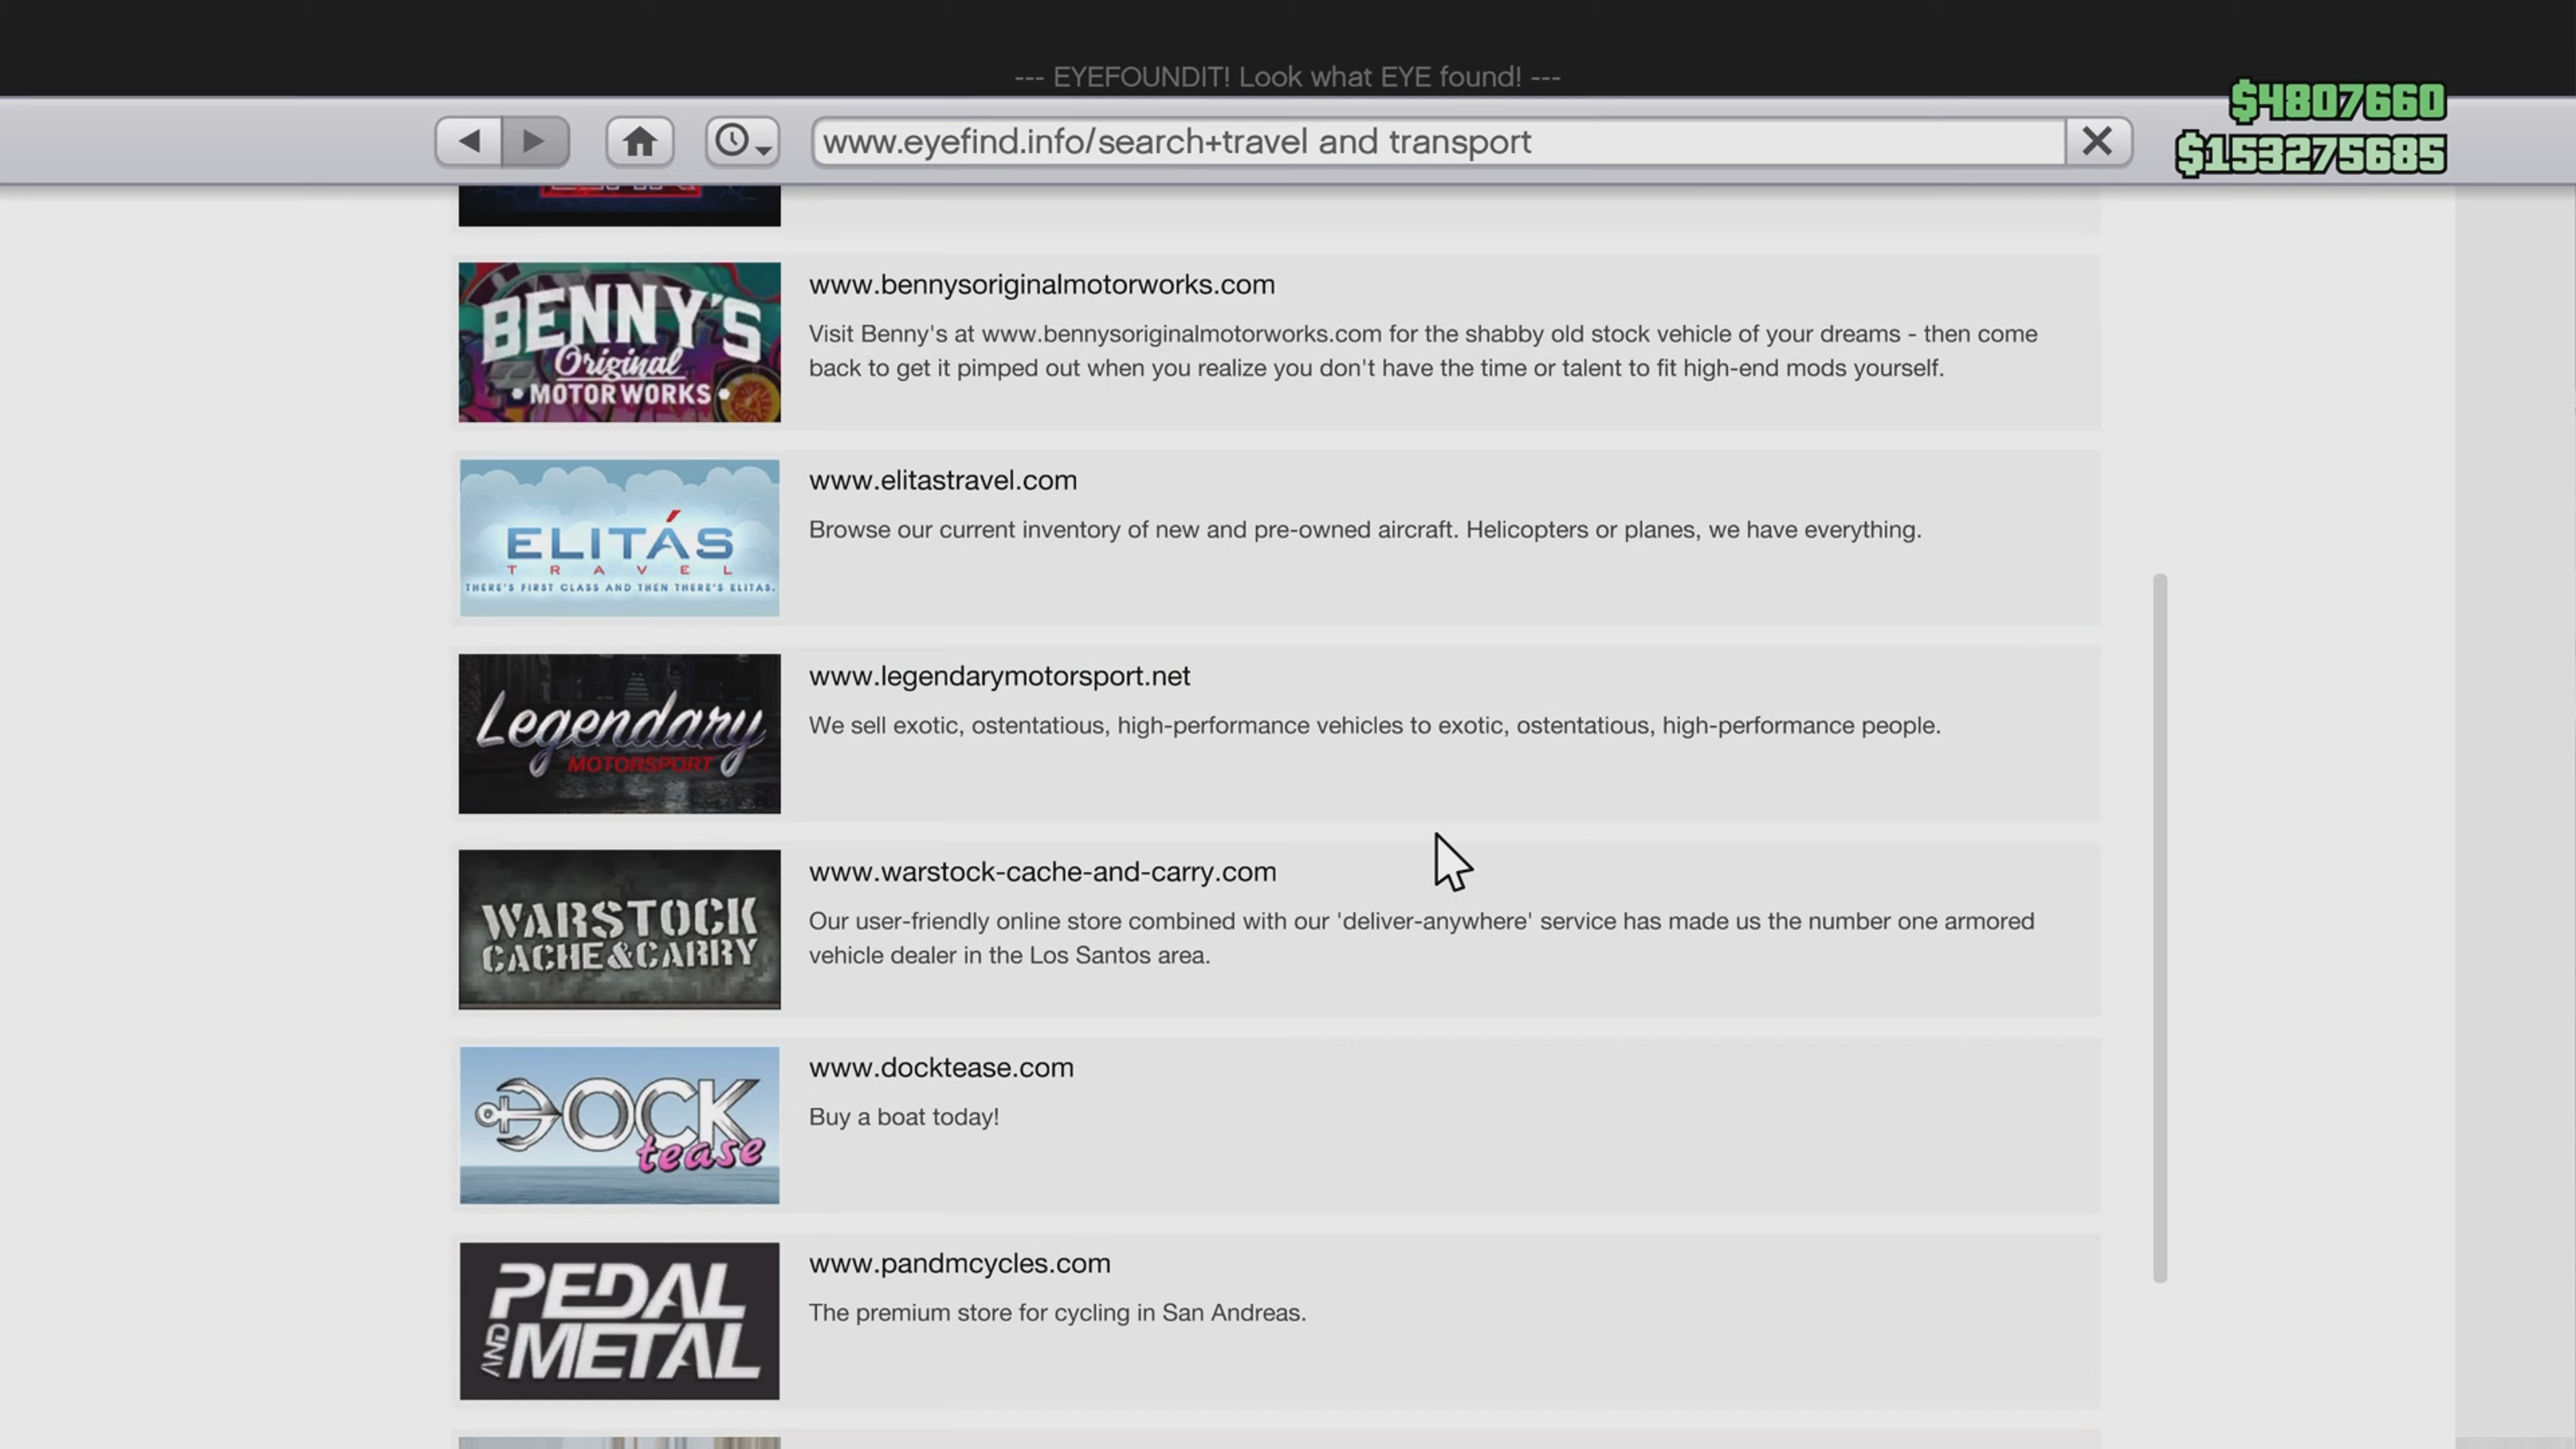 --- EYEFOUNDIT! Look what EYE found! ---
$4807660
www.eyefind.info/search+travel and transport
$153275685
BENNY'S
Original
MOTORWORKS
www.bennysoriginalmotorworks.com
Visit Benny's at www.bennysoriginalmotorworks.com for the shabby old stock vehicle of your dreams - then come
back to get it pimped out when you realize you don't have the time or talent to fit high-end mods yourself.
ELITÁS
TRAVEL
THERE'S FIRST CLASS AND THEN THERE'S ELITAS.
www.elitastravel.com
Browse our current inventory of new and pre-owned aircraft. Helicopters or planes, we have everything.
Legendary
MOTORSPORT
www.legendarymotorsport.net
We sell exotic, ostentatious, high-performance vehicles to exotic, ostentatious, high-performance people.
WARSTOCK
CACHE&CARRY
www.warstock-cache-and-carry.com
Our user-friendly online store combined with our 'deliver-anywhere' service has made us the number one armored
vehicle dealer in the Los Santos area.
DOCK
tease
www.docktease.com
Buy a boat today!
PEDAL
AND METAL
www.pandmcycles.com
The premium store for cycling in San Andreas.